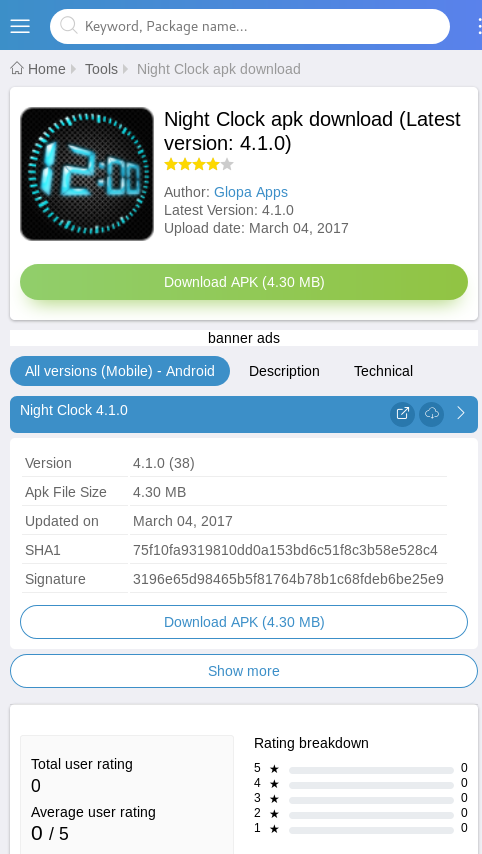 Keyword, Package name...
Home Tools Night Clock apk download
12:00
Night Clock apk download (Latest
version: 4.1.0)
Author: Glopa Apps
Latest Version: 4.1.0
Upload date: March 04, 2017
Download APK (4.30 MB)
banner ads
All versions (Mobile) - Android Description Technical
Night Clock 4.1.0
Version 4.1.0 (38)
Apk File Size 4.30 MB
Updated on March 04, 2017
SHA1 75f10fa9319810dd0a153bd6c51f8c3b58e528c4
Signature 3196e65d98465b5f81764b78b1c68fdeb6be25e9
Download APK (4.30 MB)
Show more
Total user rating
0
Average user rating
0 / 5
Rating breakdown
5 ★ 0
4 ★ 0
3 ★ 0
2 ★ 0
1 ★ 0